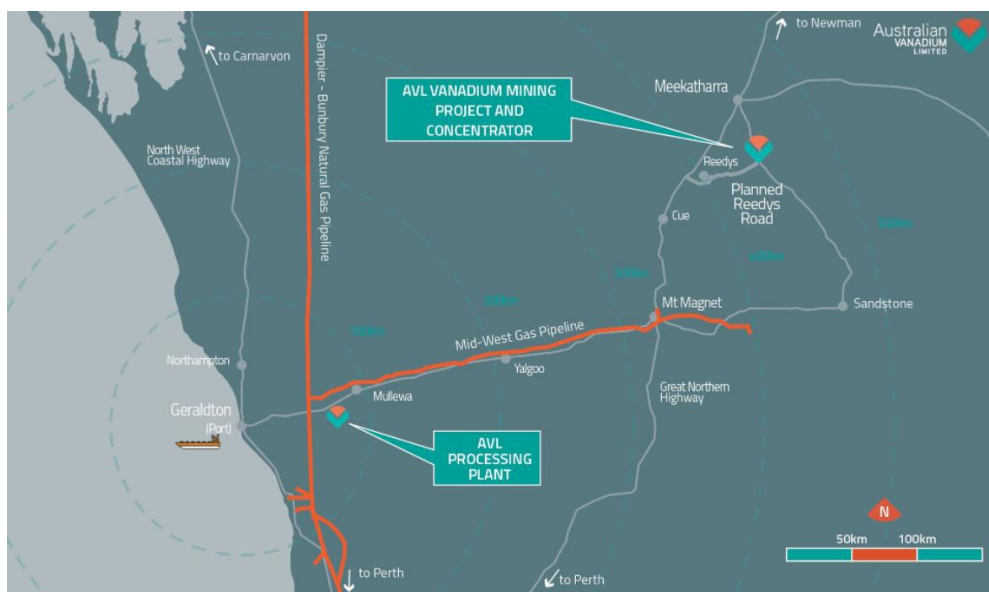 to Newman
Australian
VANADIUM
LIMITED
to Carnarvon
Dampier - Bunbury Natural Gas Pipeline
AVL VANADIUM MINING
PROJECT AND
CONCENTRATOR
Meekatharra
North West
Coastal Highway
Reedys
Planned
Reedys
Road
Cue
Mt Magnet
Sandstone
Mid-West Gas Pipeline
Northampton
Yalgoo
Mullewa
Great Northern
Highway
Geraldton
(Port)
AVL
PROCESSING
PLANT
N
50km
100km
to Perth
to Perth